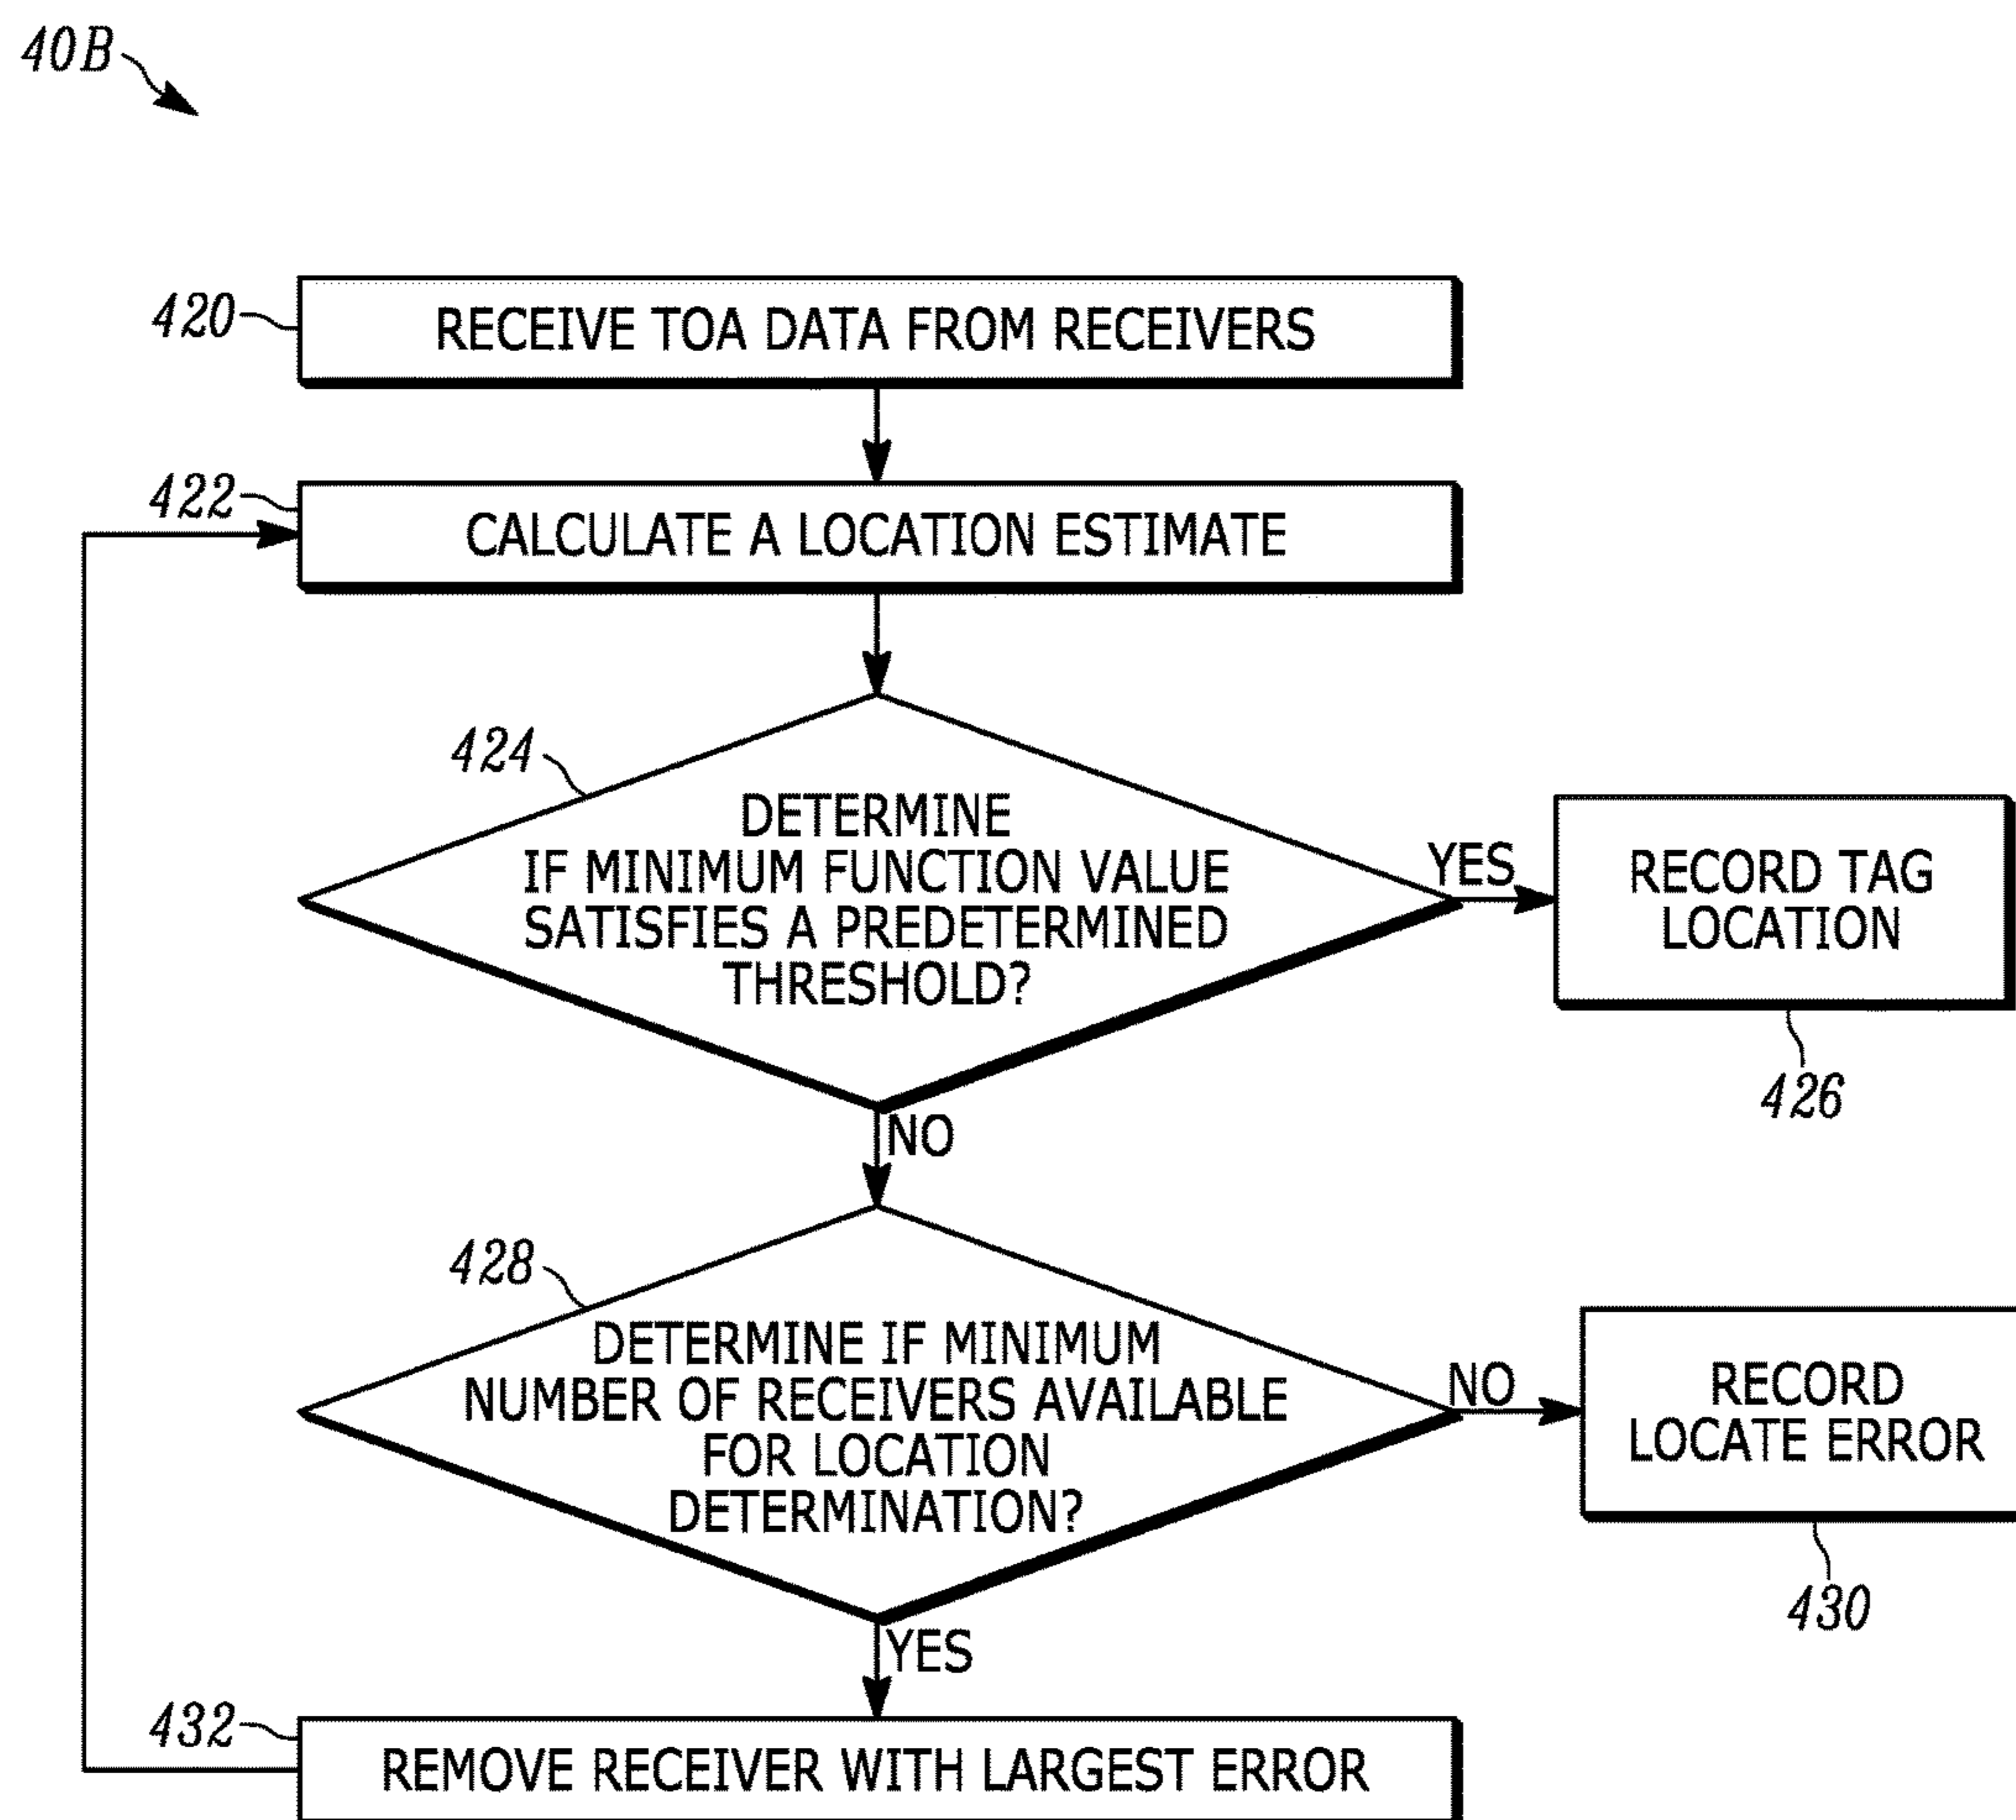 40B
420
RECEIVE TOA DATA FROM RECEIVERS
422
CALCULATE A LOCATION ESTIMATE
424
DETERMINE
IF MINIMUM FUNCTION VALUE
SATISFIES A PREDETERMINED
THRESHOLD?
YES
RECORD TAG
LOCATION
426
NO
428
DETERMINE IF MINIMUM
NUMBER OF RECEIVERS AVAILABLE
FOR LOCATION
DETERMINATION?
NO
RECORD
LOCATE ERROR
430
YES
432
REMOVE RECEIVER WITH LARGEST ERROR